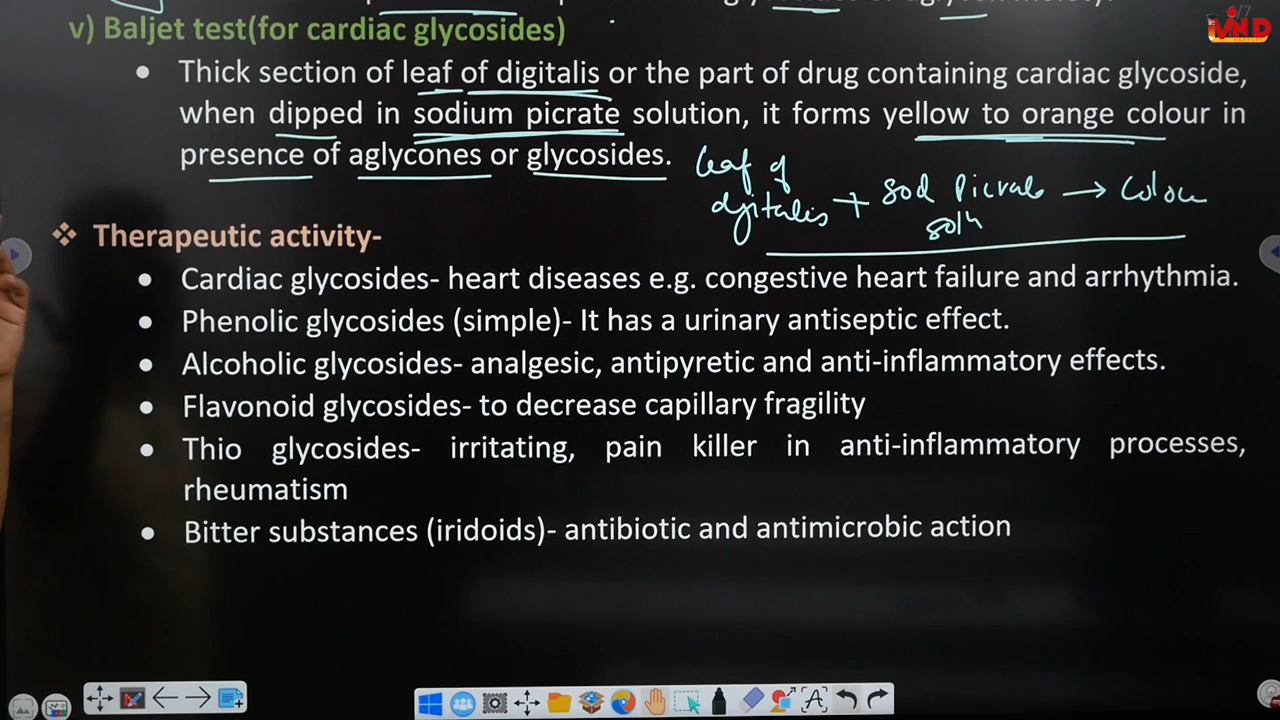 v) Baljet test(for cardiac glycosides)
• Thick section of leaf of digitalis or the part of drug containing cardiac glycoside,
when dipped in sodium picrate solution, it forms yellow to orange colour in
presence of aglycones or glycosides.
leaf of
digitalis + sod Picrate → Colour
solⁿ
❖ Therapeutic activity-
• Cardiac glycosides- heart diseases e.g. congestive heart failure and arrhythmia.
• Phenolic glycosides (simple)- It has a urinary antiseptic effect.
• Alcoholic glycosides- analgesic, antipyretic and anti-inflammatory effects.
• Flavonoid glycosides- to decrease capillary fragility
• Thio glycosides- irritating, pain killer in anti-inflammatory processes,
rheumatism
• Bitter substances (iridoids)- antibiotic and antimicrobic action